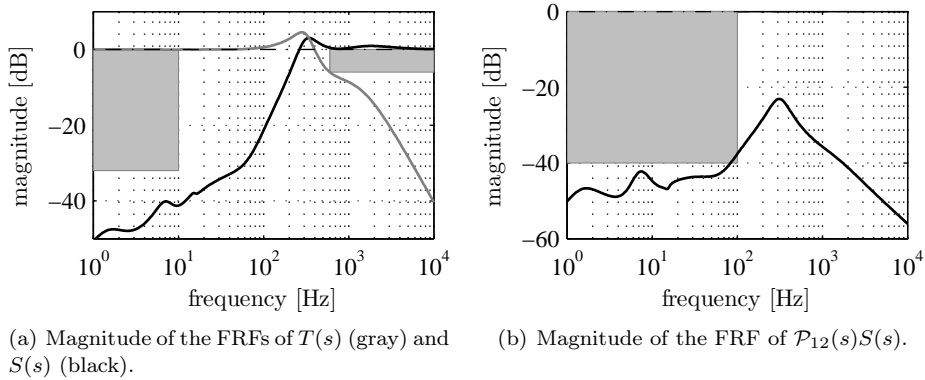 magnitude [dB]
0
−20
−40
10^0 10^1 10^2 10^3 10^4
frequency [Hz]
(a) Magnitude of the FRFs of T(s) (gray) and
S(s) (black).
magnitude [dB]
0
−20
−40
−60
10^0 10^1 10^2 10^3 10^4
frequency [Hz]
(b) Magnitude of the FRF of 𝒫₁₂(s)S(s).